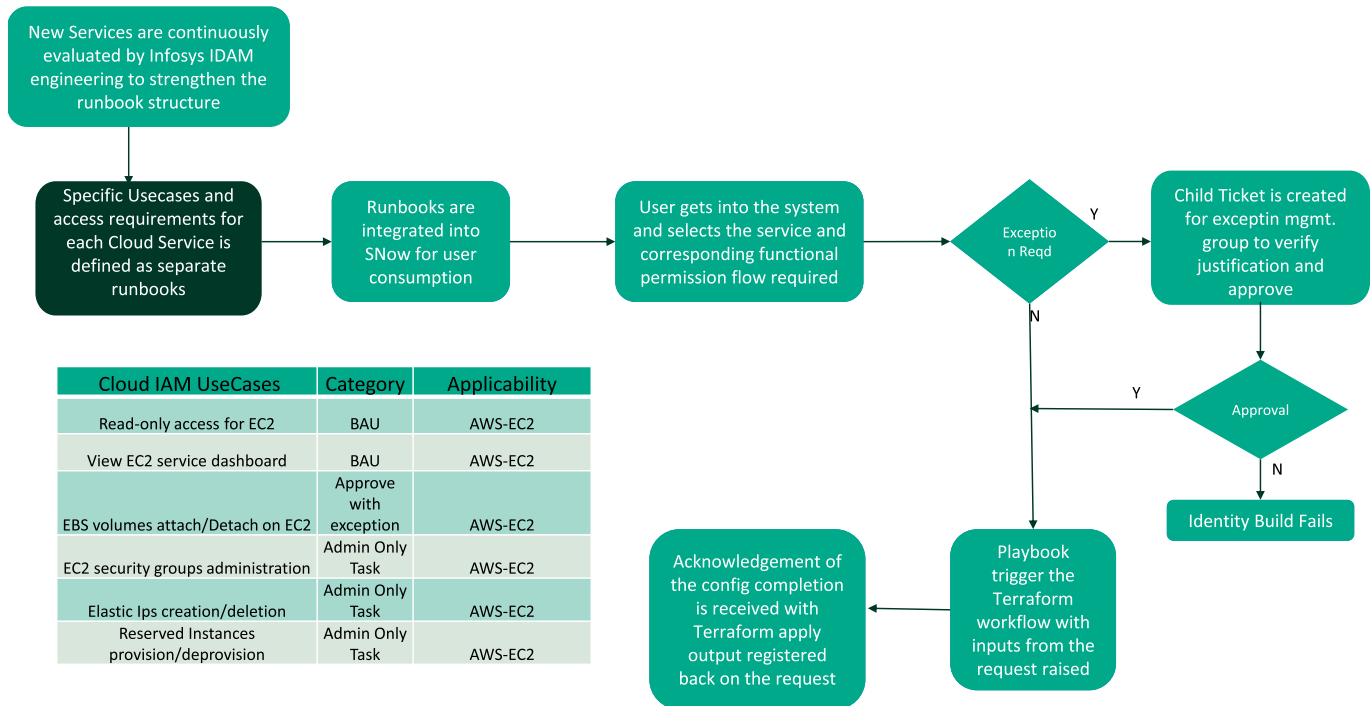 New Services are continuously
evaluated by Infosys IDAM
engineering to strengthen the
runbook structure
Specific Usecases and
access requirements for
each Cloud Service is
defined as separate
runbooks
Runbooks are
integrated into
SNow for user
consumption
User gets into the system
and selects the service and
corresponding functional
permission flow required
Exceptio
n Reqd
Y
N
Child Ticket is created
for exceptin mgmt.
group to verify
justification and
approve
Approval
Y
N
Identity Build Fails
Playbook
trigger the
Terraform
workflow with
inputs from the
request raised
Acknowledgement of
the config completion
is received with
Terraform apply
output registered
back on the request
Cloud IAM UseCases Category Applicability
Read-only access for EC2 BAU AWS-EC2
View EC2 service dashboard BAU AWS-EC2
Approve
with
EBS volumes attach/Detach on EC2 exception AWS-EC2
Admin Only
EC2 security groups administration Task AWS-EC2
Admin Only
Elastic Ips creation/deletion Task AWS-EC2
Reserved Instances Admin Only
provision/deprovision Task AWS-EC2